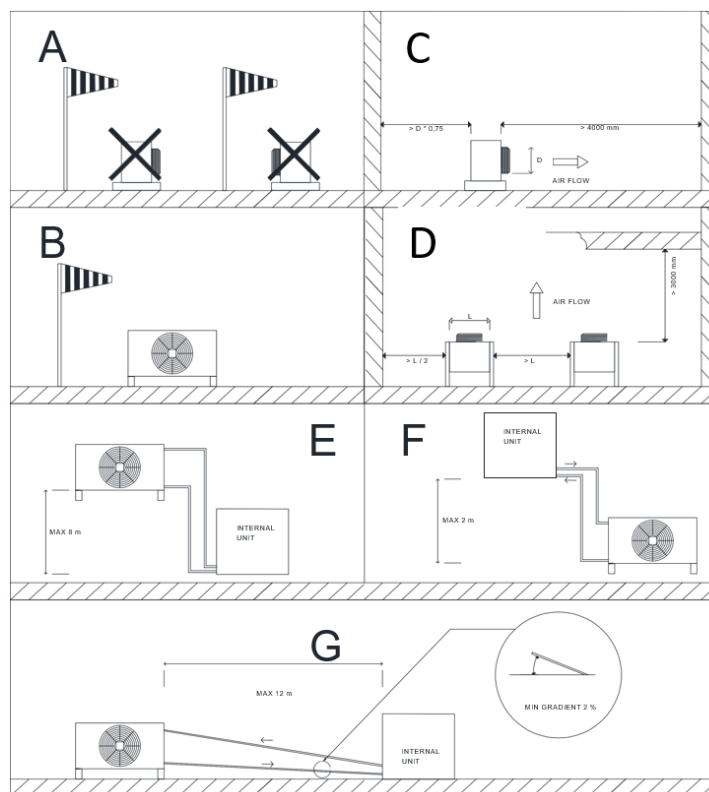 A
C
> D * 0,75
> 4000 mm
D
AIR FLOW
B
D
> 3000 mm
AIR FLOW
L
> L / 2
> L
E
F
INTERNAL
UNIT
MAX 8 m
INTERNAL
UNIT
MAX 2 m
G
MAX 12 m
MIN GRADIENT 2 %
INTERNAL
UNIT